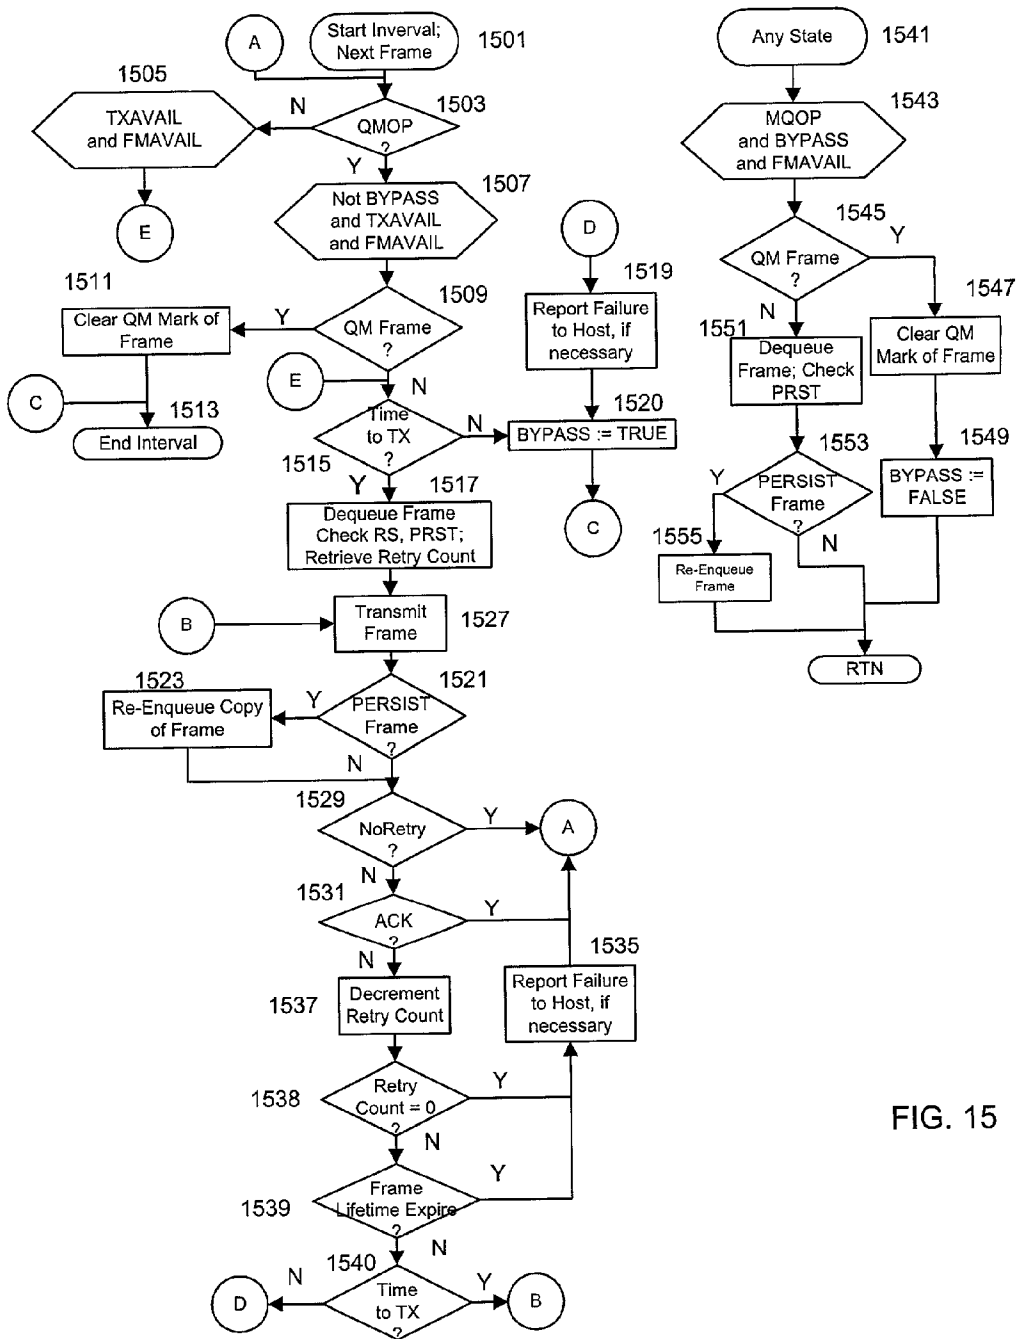 A
Start Inverval;
Next Frame
1501
1505
TXAVAIL
and FMAVAIL
N
QMOP
?
1503
Y
E
Not BYPASS
and TXAVAIL
and FMAVAIL
1507
1511
Clear QM Mark of
Frame
Y
QM Frame
?
1509
C
1513
End Interval
E
N
Time
to TX
?
1515
N
Y
D
1519
Report Failure
to Host, if
necessary
1520
BYPASS := TRUE
C
1517
Dequeue Frame
Check RS, PRST;
Retrieve Retry Count
B
Transmit
Frame
1527
1523
Re-Enqueue Copy
of Frame
Y
PERSIST
Frame
?
1521
N
1529
NoRetry
?
Y
A
N
1531
ACK
?
Y
N
1537
Decrement
Retry Count
1535
Report Failure
to Host, if
necessary
1538
Retry
Count = 0
?
Y
N
1539
Frame
Lifetime Expire
?
Y
N
1540
D
N
Time
to TX
?
Y
B
Any State
1541
MQOP
and BYPASS
and FMAVAIL
1543
1545
QM Frame
?
Y
N
1547
Clear QM
Mark of Frame
1551
Dequeue
Frame; Check
PRST
1549
BYPASS :=
FALSE
1553
Y
PERSIST
Frame
?
N
1555
Re-Enqueue
Frame
RTN
FIG. 15